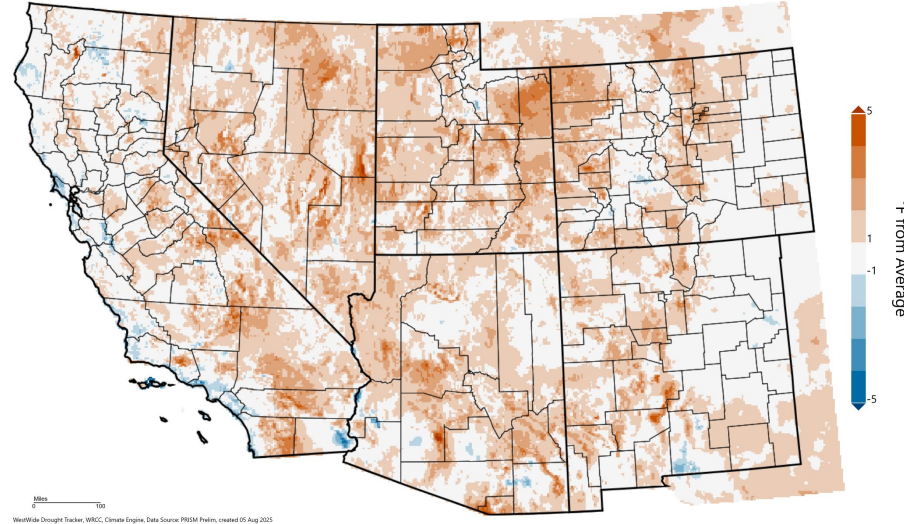 5
1
-1
-5
°F from Average
Miles
0 100
WestWide Drought Tracker, WRCC, Climate Engine, Data Source: PRISM Prelim, created 05 Aug 2025